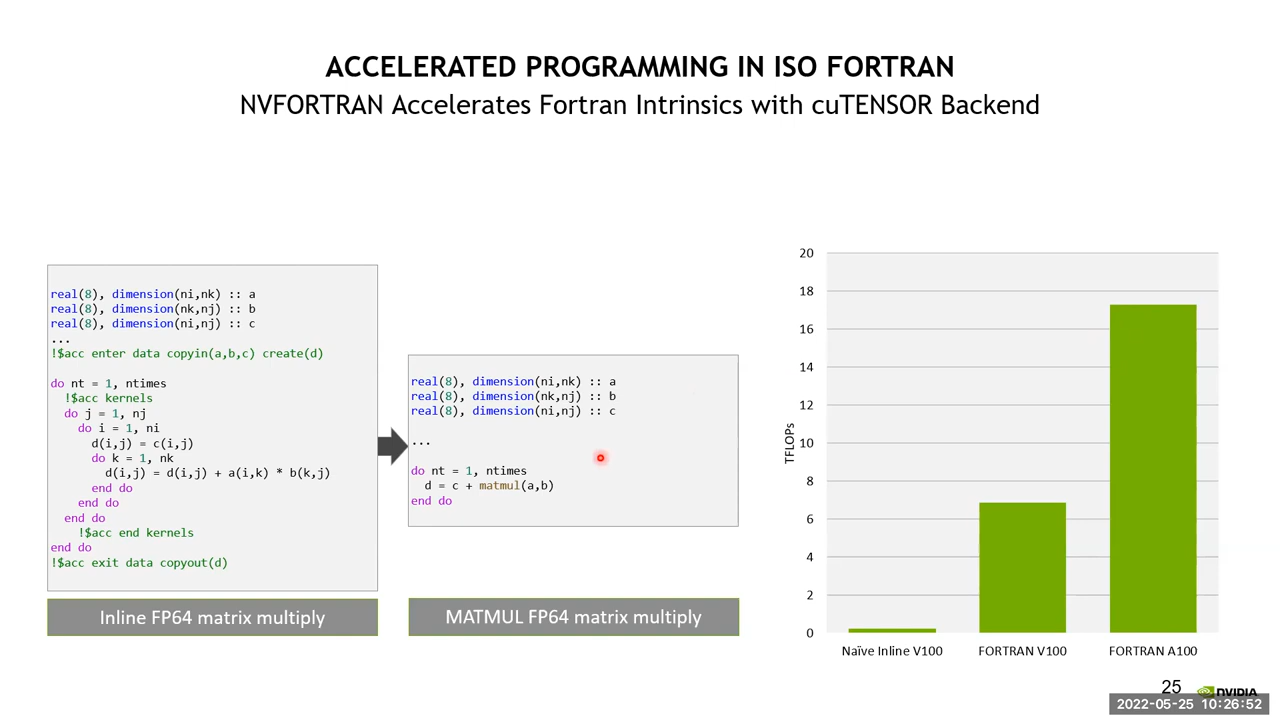 ACCELERATED PROGRAMMING IN ISO FORTRAN
NVFORTRAN Accelerates Fortran Intrinsics with cuTENSOR Backend
real(8), dimension(ni,nk) :: a
real(8), dimension(nk,nj) :: b
real(8), dimension(ni,nj) :: c
...
!$acc enter data copyin(a,b,c) create(d)
do nt = 1, ntimes
  !$acc kernels
  do j = 1, nj
    do i = 1, ni
      d(i,j) = c(i,j)
      do k = 1, nk
        d(i,j) = d(i,j) + a(i,k) * b(k,j)
      end do
    end do
  end do
    !$acc end kernels
end do
!$acc exit data copyout(d)
Inline FP64 matrix multiply
real(8), dimension(ni,nk) :: a
real(8), dimension(nk,nj) :: b
real(8), dimension(ni,nj) :: c
...
do nt = 1, ntimes
  d = c + matmul(a,b)
end do
MATMUL FP64 matrix multiply
TFLOPs
20
18
16
14
12
10
8
6
4
2
0
Naïve Inline V100
FORTRAN V100
FORTRAN A100
25
NVIDIA
2022-05-25 10:26:52